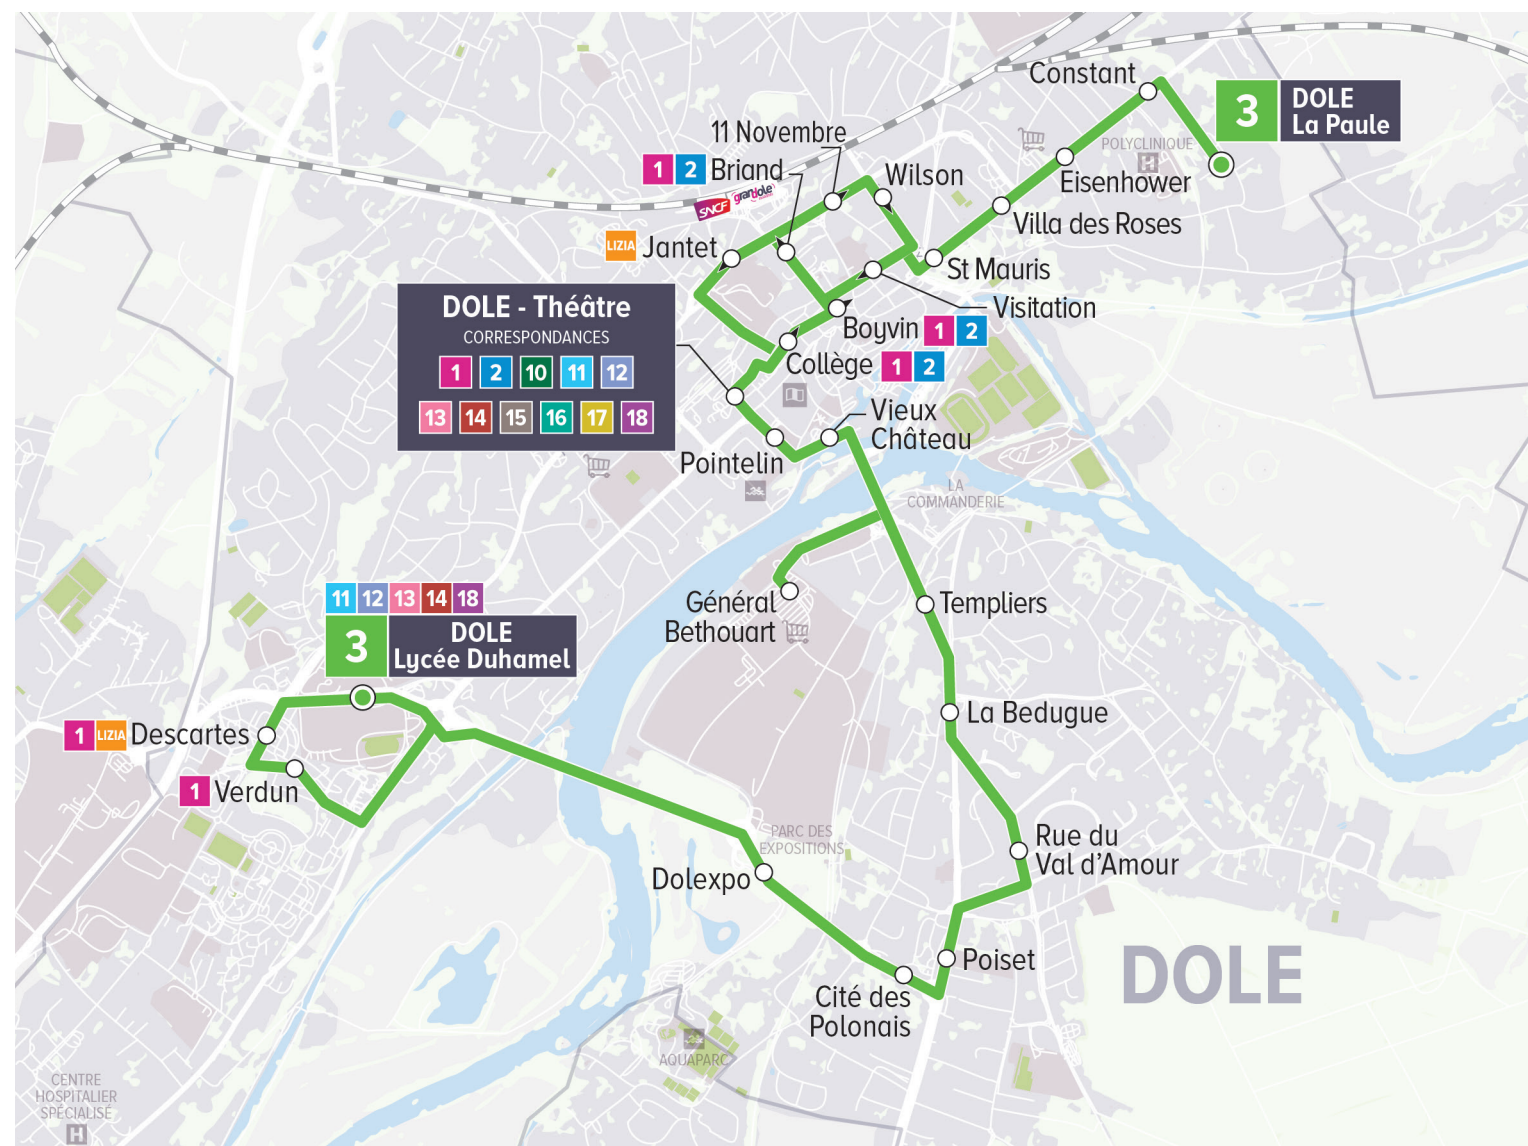 Constant
3
DOLE
La Paule
11 Novembre
POLYCLINIQUE
H
1 2 Briand
Wilson
Eisenhower
SNCF
grandole
Villa des Roses
LIZIA Jantet
St Mauris
Visitation
DOLE - Théâtre
CORRESPONDANCES
1 2 10 11 12
13 14 15 16 17 18
Boyvin 1 2
Collège 1 2
Vieux
Château
Pointelin
LA
COMMANDERIE
Général
Bethouart
Templiers
11 12 13 14 18
3
DOLE
Lycée Duhamel
La Bedugue
1 LIZIA Descartes
1 Verdun
PARC DES
EXPOSITIONS
Rue du
Val d'Amour
Dolexpo
Poiset
DOLE
Cité des
Polonais
AQUAPARC
CENTRE
HOSPITALIER
SPÉCIALISÉ
H